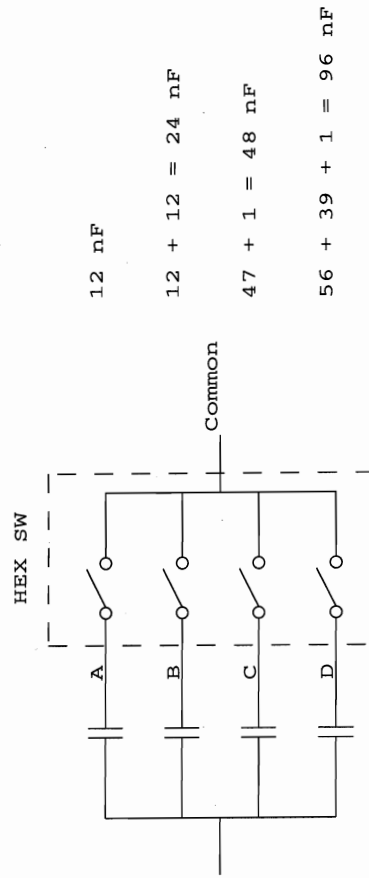 HEX SW
A
B
C
D
Common
12 nF
12 + 12 = 24 nF
47 + 1 = 48 nF
56 + 39 + 1 = 96 nF